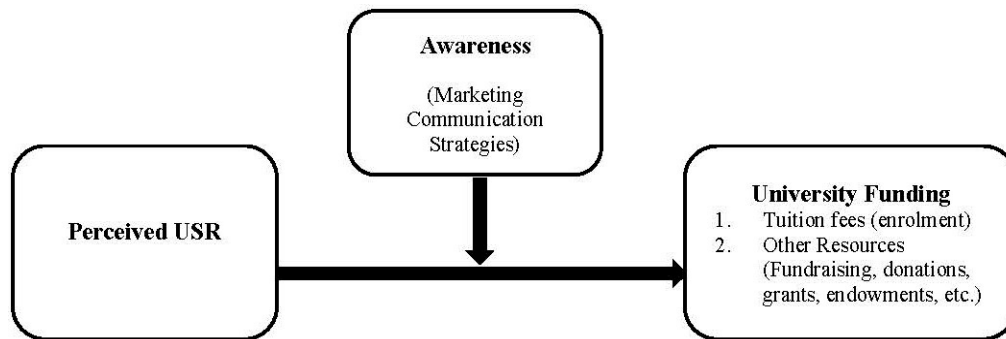 Awareness
(Marketing
Communication
Strategies)
Perceived USR
University Funding
1. Tuition fees (enrolment)
2. Other Resources
(Fundraising, donations,
grants, endowments, etc.)